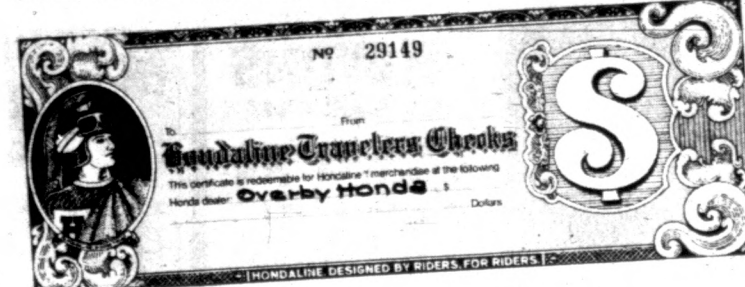 Nº 29149
To From
Hondaline Travelers Checks
This certificate is redeemable for Hondaline™ merchandise at the following
Honda dealer: Overby Honda $
Dollars
HONDALINE. DESIGNED BY RIDERS, FOR RIDERS.